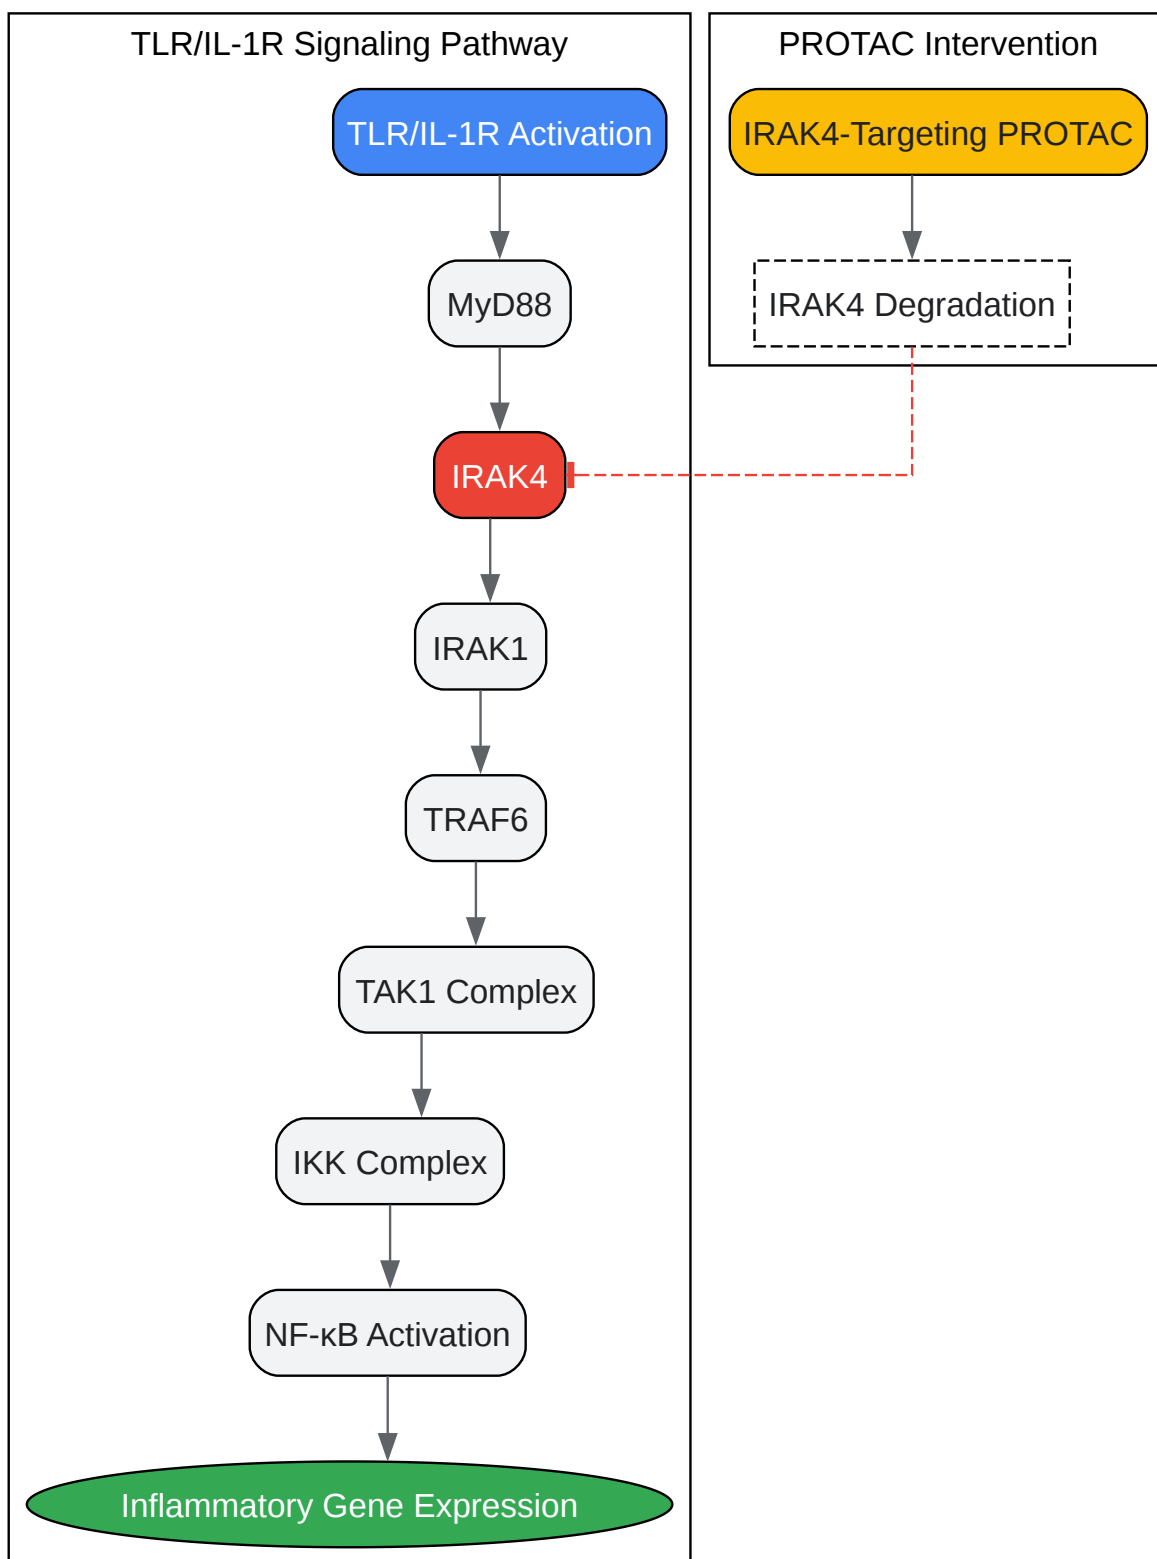 TLR/IL-1R Signaling Pathway
TLR/IL-1R Activation
MyD88
IRAK4
IRAK1
TRAF6
TAK1 Complex
IKK Complex
NF-κB Activation
Inflammatory Gene Expression
PROTAC Intervention
IRAK4-Targeting PROTAC
IRAK4 Degradation